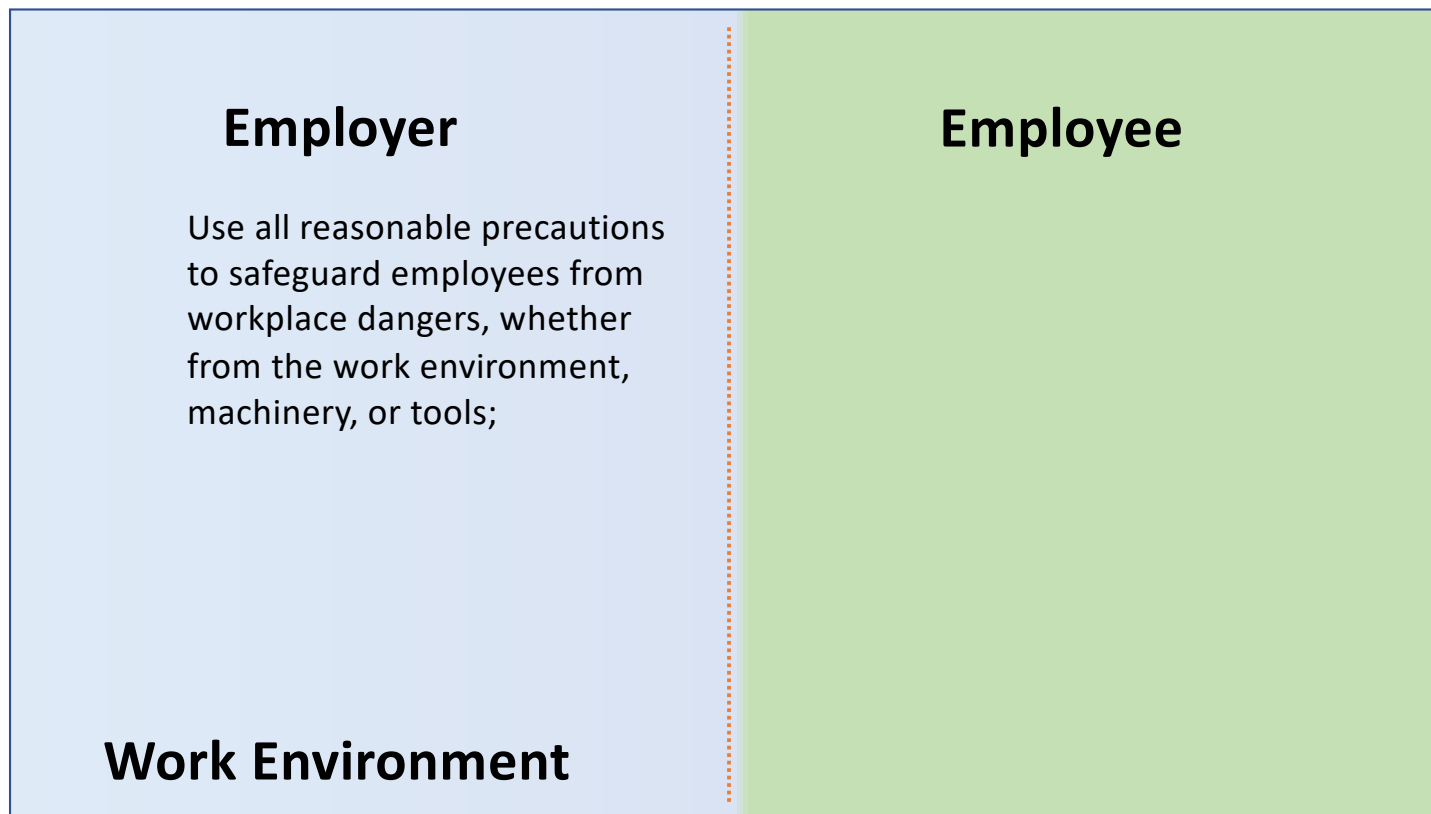 Employer
Use all reasonable precautions
to safeguard employees from
workplace dangers, whether
from the work environment,
machinery, or tools;
Work Environment
Employee